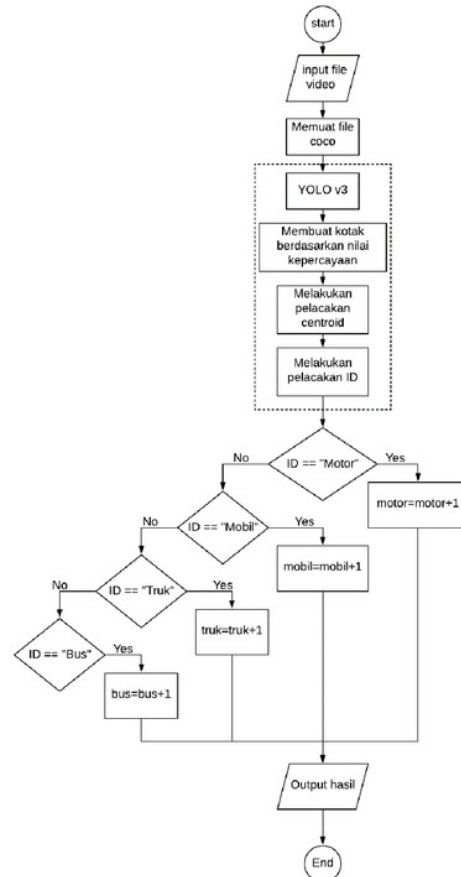 start
input file
video
Memuat file
coco
YOLO v3
Membuat kotak
berdasarkan nilai
kepercayaan
Melakukan
pelacakan
centroid
Melakukan
pelacakan ID
ID == "Motor"
No
Yes
motor=motor+1
ID == "Mobil"
No
Yes
mobil=mobil+1
ID == "Truk"
No
Yes
truk=truk+1
ID == "Bus"
Yes
bus=bus+1
Output hasil
End